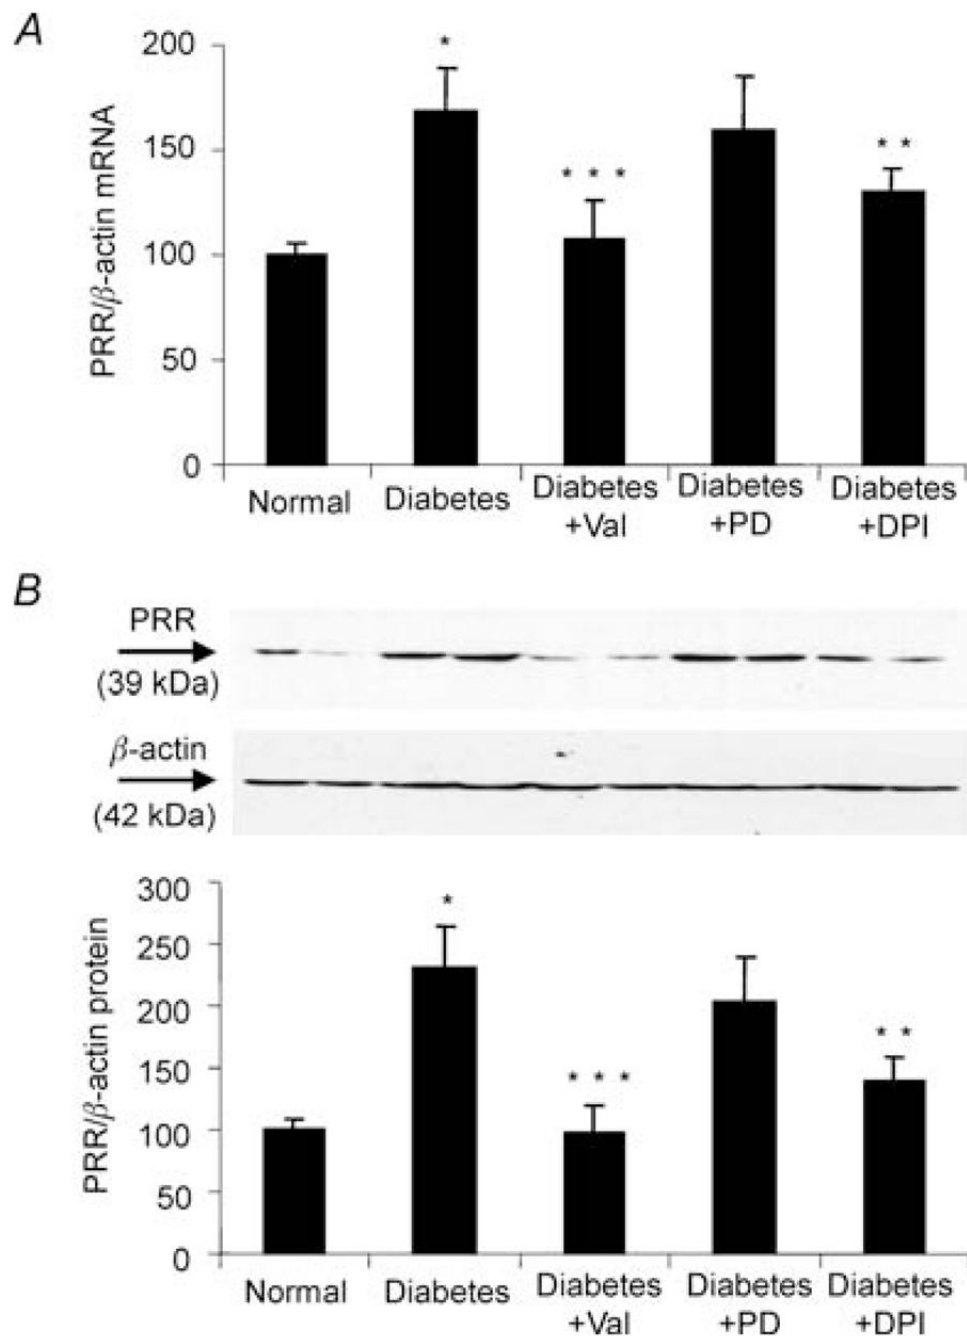 A
PRR/β-actin mRNA
200
150
100
50
0
*
* * *
* *
Normal
Diabetes
Diabetes
+Val
Diabetes
+PD
Diabetes
+DPI
B
PRR
(39 kDa)
β-actin
(42 kDa)
PRR/β-actin protein
300
250
200
150
100
50
0
*
* * *
* *
Normal
Diabetes
Diabetes
+Val
Diabetes
+PD
Diabetes
+DPI